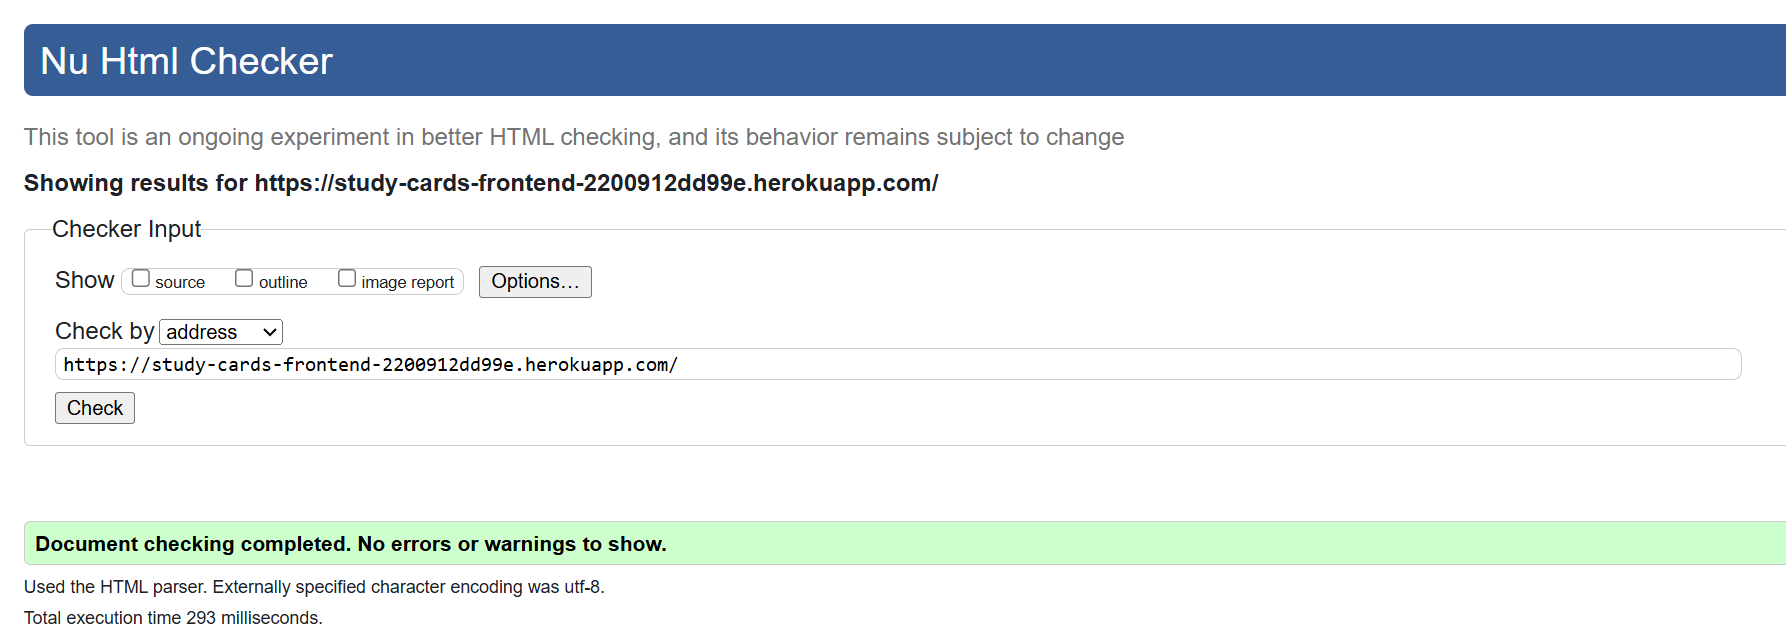 Nu Html Checker
This tool is an ongoing experiment in better HTML checking, and its behavior remains subject to change
Showing results for https://study-cards-frontend-2200912dd99e.herokuapp.com/
Checker Input
Show source outline image report Options...
Check by address
https://study-cards-frontend-2200912dd99e.herokuapp.com/
Check
Document checking completed. No errors or warnings to show.
Used the HTML parser. Externally specified character encoding was utf-8.
Total execution time 293 milliseconds.